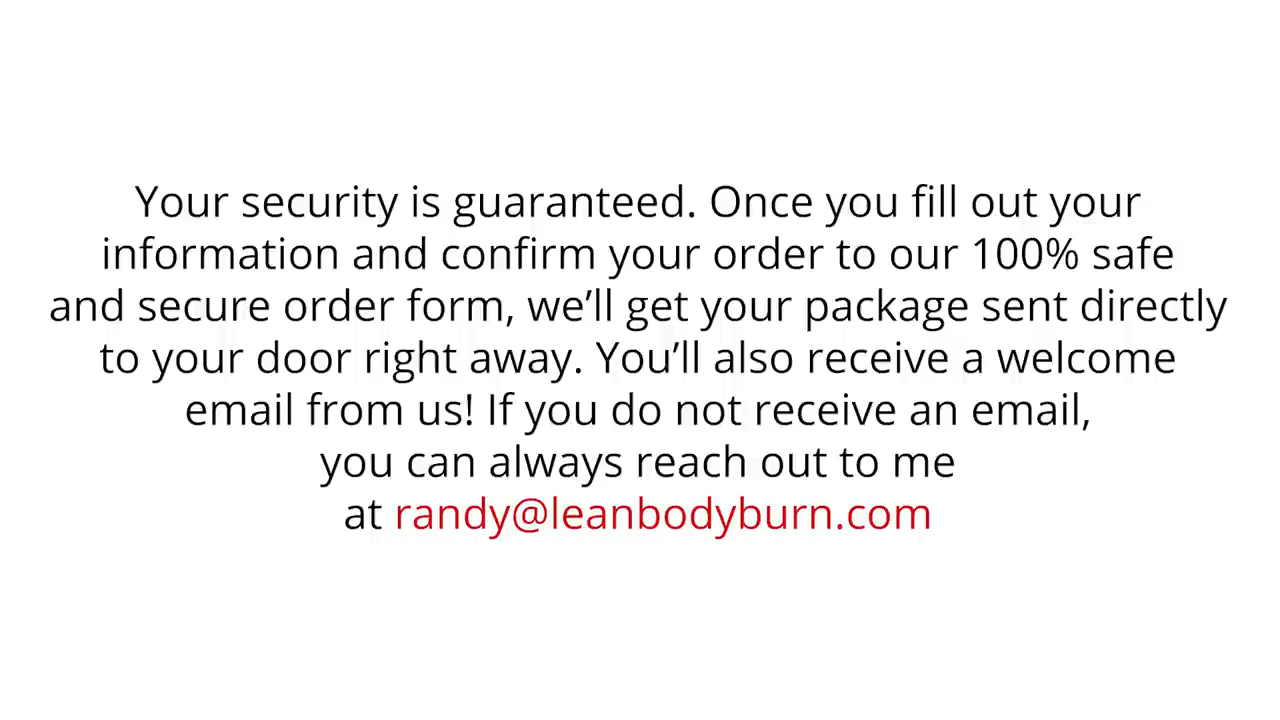 Your security is guaranteed. Once you fill out your
information and confirm your order to our 100% safe
and secure order form, we’ll get your package sent directly
to your door right away. You’ll also receive a welcome
email from us! If you do not receive an email,
you can always reach out to me
at randy@leanbodyburn.com